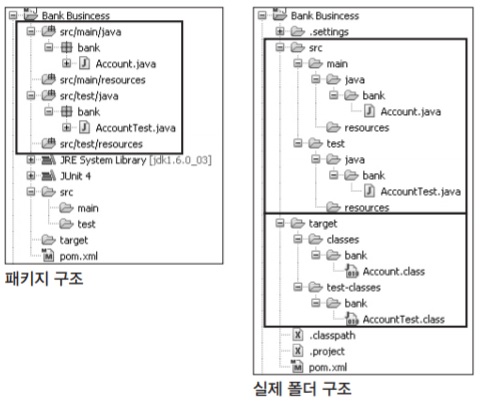 Bank Busincess
src/main/java
bank
Account.java
src/main/resources
src/test/java
bank
AccountTest.java
src/test/resources
JRE System Library [jdk1.6.0_03]
JUnit 4
src
main
test
target
pom.xml
패키지 구조
Bank Busincess
.settings
src
main
java
bank
Account.java
resources
test
java
bank
AccountTest.java
resources
target
classes
bank
Account.class
test-classes
bank
AccountTest.class
.classpath
.project
pom.xml
실제 폴더 구조